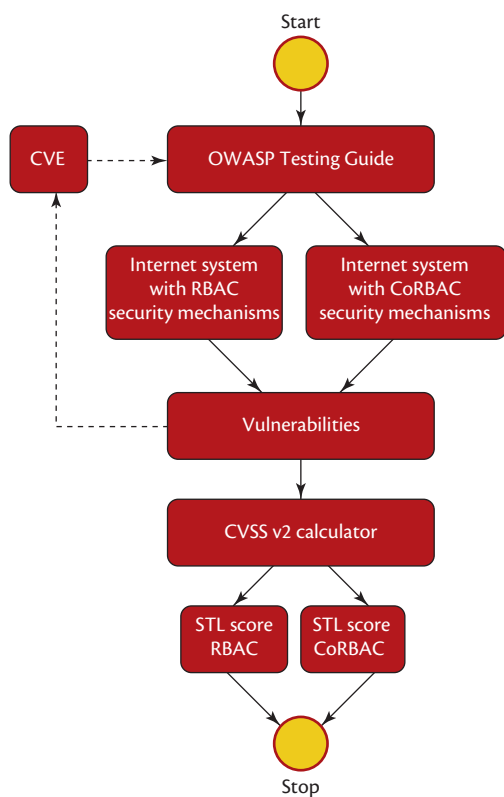 Start
CVE
OWASP Testing Guide
Internet system
with RBAC
security mechanisms
Internet system
with CoRBAC
security mechanisms
Vulnerabilities
CVSS v2 calculator
STL score
RBAC
STL score
CoRBAC
Stop